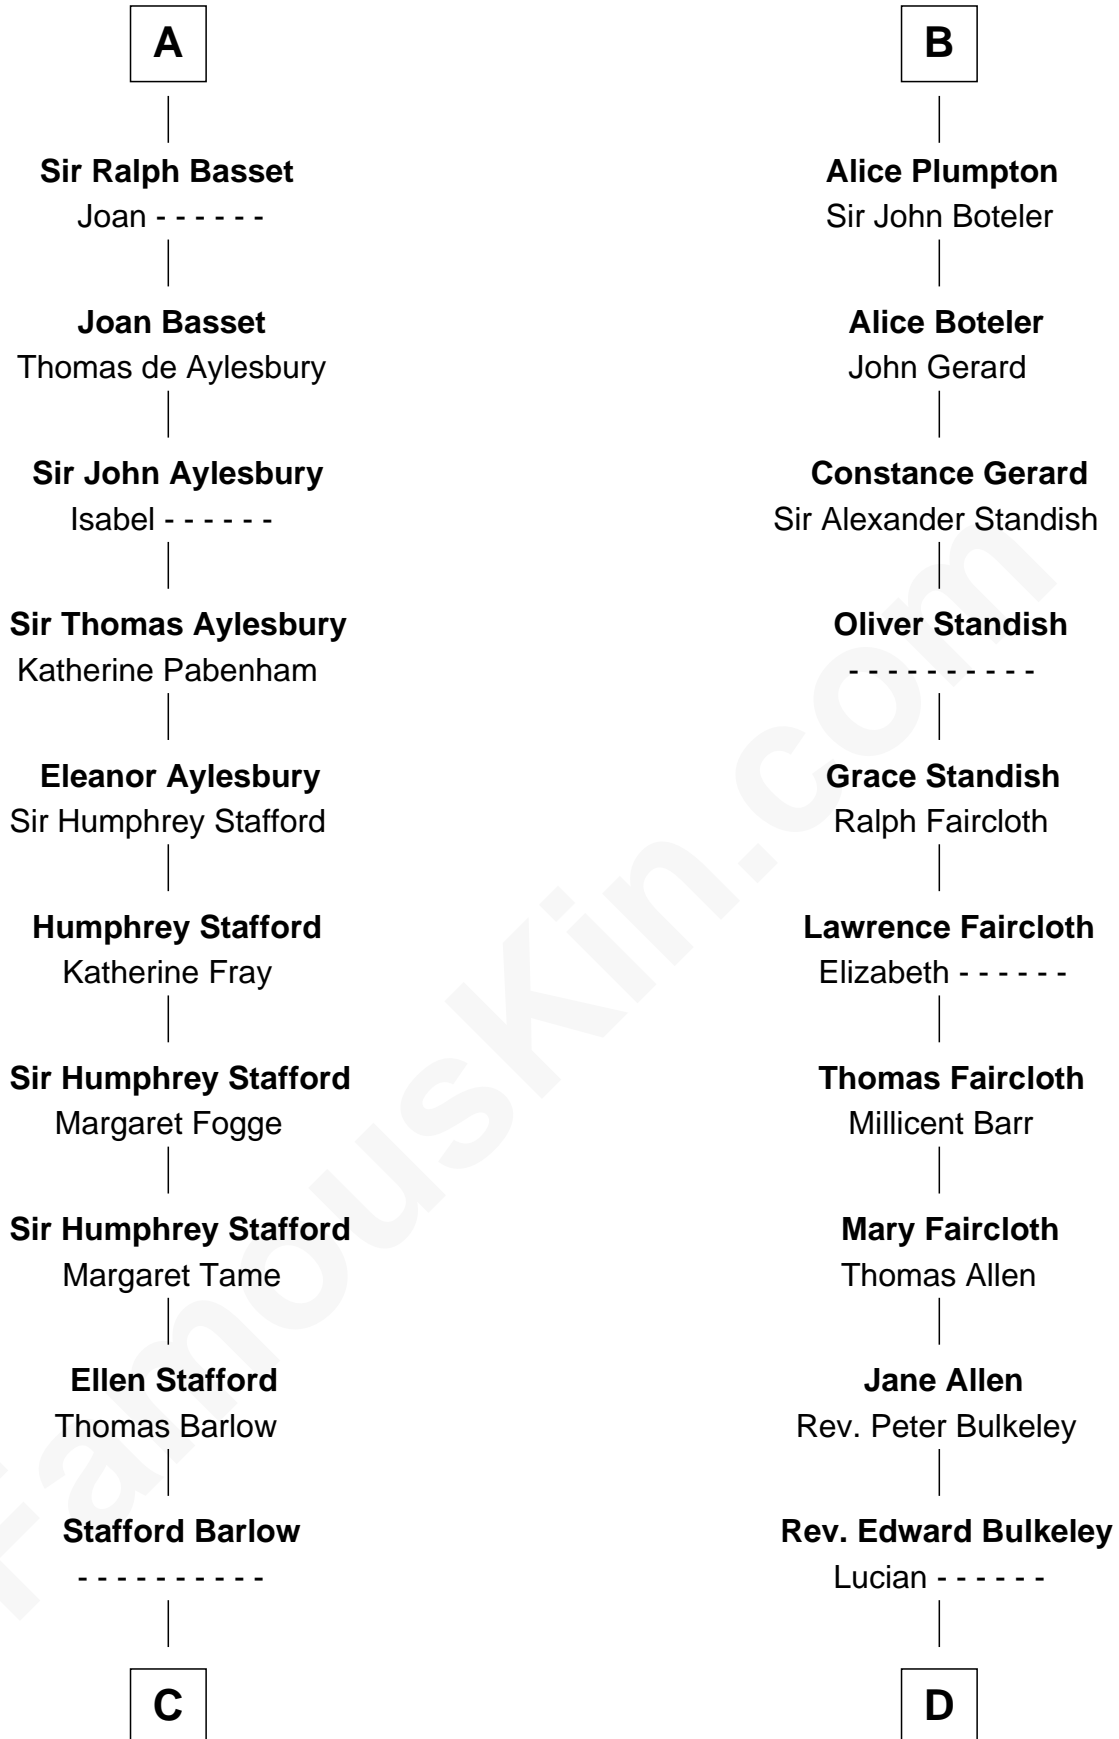 A
Sir Ralph Basset
Joan - - - - - -
Joan Basset
Thomas de Aylesbury
Sir John Aylesbury
Isabel - - - - - -
Sir Thomas Aylesbury
Katherine Pabenham
Eleanor Aylesbury
Sir Humphrey Stafford
Humphrey Stafford
Katherine Fray
Sir Humphrey Stafford
Margaret Fogge
Sir Humphrey Stafford
Margaret Tame
Ellen Stafford
Thomas Barlow
Stafford Barlow
- - - - - - - - - -
C
B
Alice Plumpton
Sir John Boteler
Alice Boteler
John Gerard
Constance Gerard
Sir Alexander Standish
Oliver Standish
- - - - - - - - - -
Grace Standish
Ralph Faircloth
Lawrence Faircloth
Elizabeth - - - - - -
Thomas Faircloth
Millicent Barr
Mary Faircloth
Thomas Allen
Jane Allen
Rev. Peter Bulkeley
Rev. Edward Bulkeley
Lucian - - - - - -
D
FamousKin.com